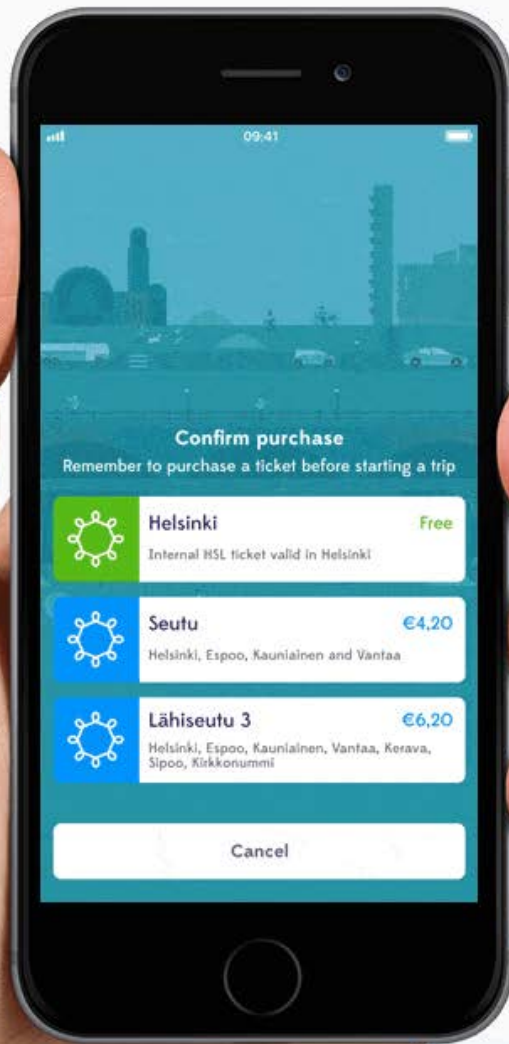 09:41
Confirm purchase
Remember to purchase a ticket before starting a trip
Helsinki
Free
Internal HSL ticket valid in Helsinki
Seutu
€4,20
Helsinki, Espoo, Kauniainen and Vantaa
Lähiseutu 3
€6,20
Helsinki, Espoo, Kauniainen, Vantaa, Kerava,
Sipoo, Kirkkonummi
Cancel